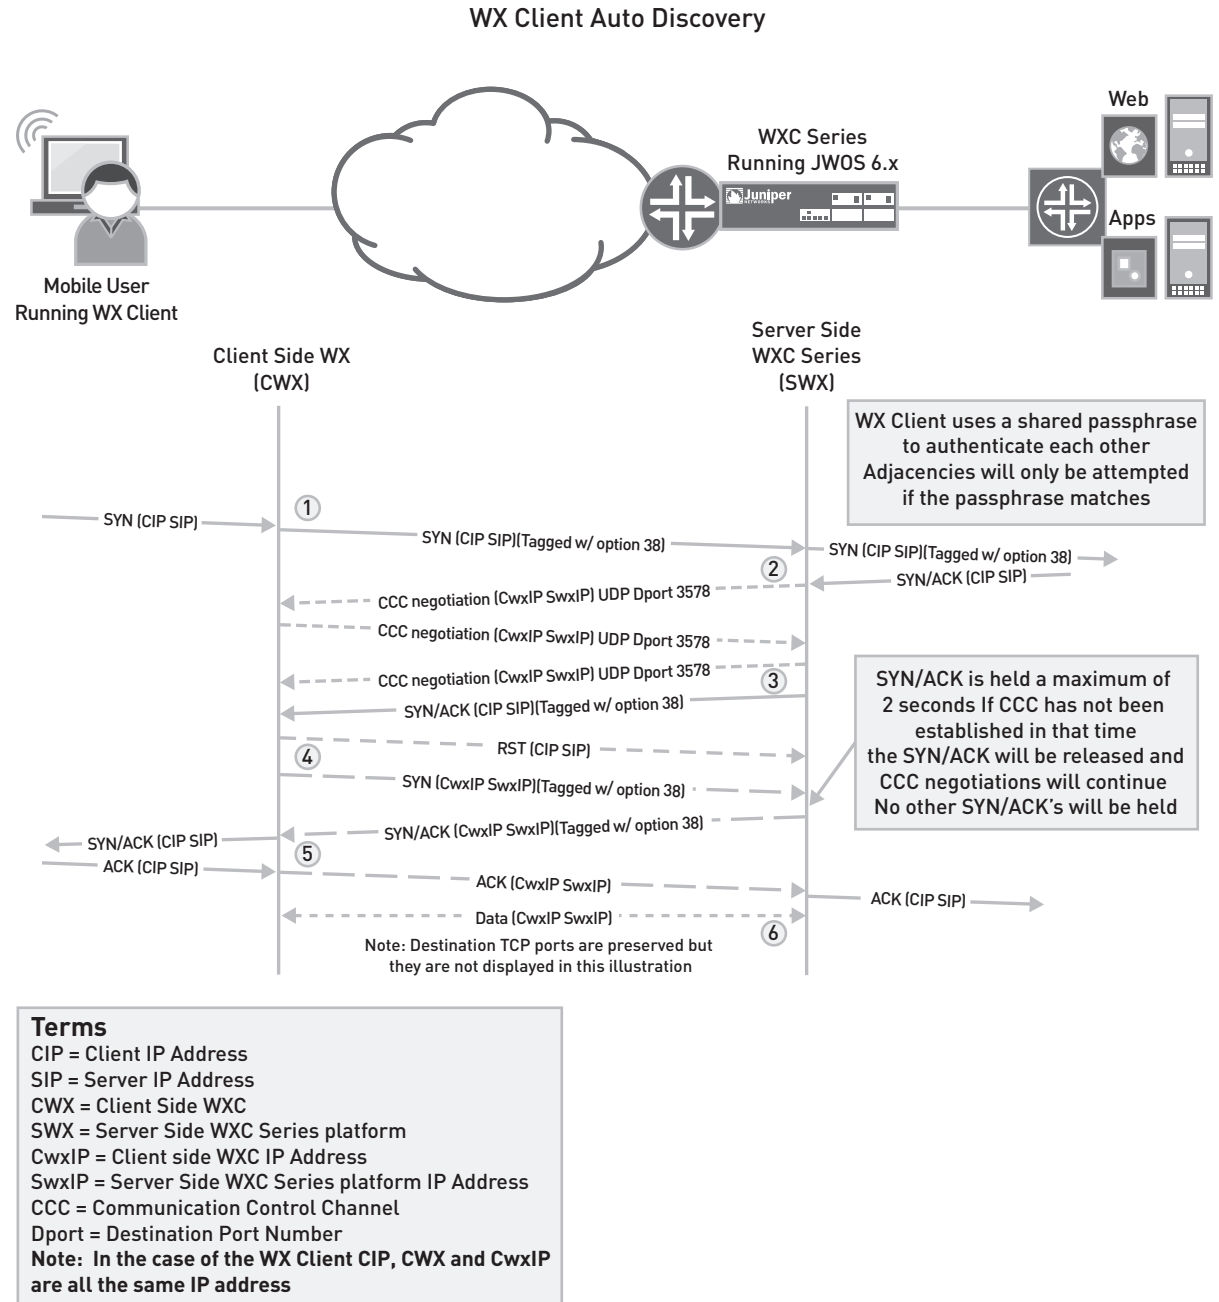 WX Client Auto Discovery
Web
WXC Series
Running JWOS 6.x
Juniper
NETWORKS
Apps
Mobile User
Running WX Client
Server Side
WXC Series
(SWX)
Client Side WX
(CWX)
WX Client uses a shared passphrase
to authenticate each other
Adjacencies will only be attempted
if the passphrase matches
1
SYN (CIP SIP)
SYN (CIP SIP)(Tagged w/ option 38)
SYN (CIP SIP)(Tagged w/ option 38)
2
SYN/ACK (CIP SIP)
CCC negotiation (CwxIP SwxIP) UDP Dport 3578
CCC negotiation (CwxIP SwxIP) UDP Dport 3578
CCC negotiation (CwxIP SwxIP) UDP Dport 3578
3
SYN/ACK (CIP SIP)(Tagged w/ option 38)
SYN/ACK is held a maximum of
2 seconds If CCC has not been
established in that time
the SYN/ACK will be released and
CCC negotiations will continue
No other SYN/ACK's will be held
RST (CIP SIP)
4
SYN (CwxIP SwxIP)(Tagged w/ option 38)
SYN/ACK (CwxIP SwxIP)(Tagged w/ option 38)
SYN/ACK (CIP SIP)
5
ACK (CIP SIP)
ACK (CwxIP SwxIP)
ACK (CIP SIP)
Data (CwxIP SwxIP)
6
Note: Destination TCP ports are preserved but
they are not displayed in this illustration
Terms
CIP = Client IP Address
SIP = Server IP Address
CWX = Client Side WXC
SWX = Server Side WXC Series platform
CwxIP = Client side WXC IP Address
SwxIP = Server Side WXC Series platform IP Address
CCC = Communication Control Channel
Dport = Destination Port Number
Note: In the case of the WX Client CIP, CWX and CwxIP
are all the same IP address